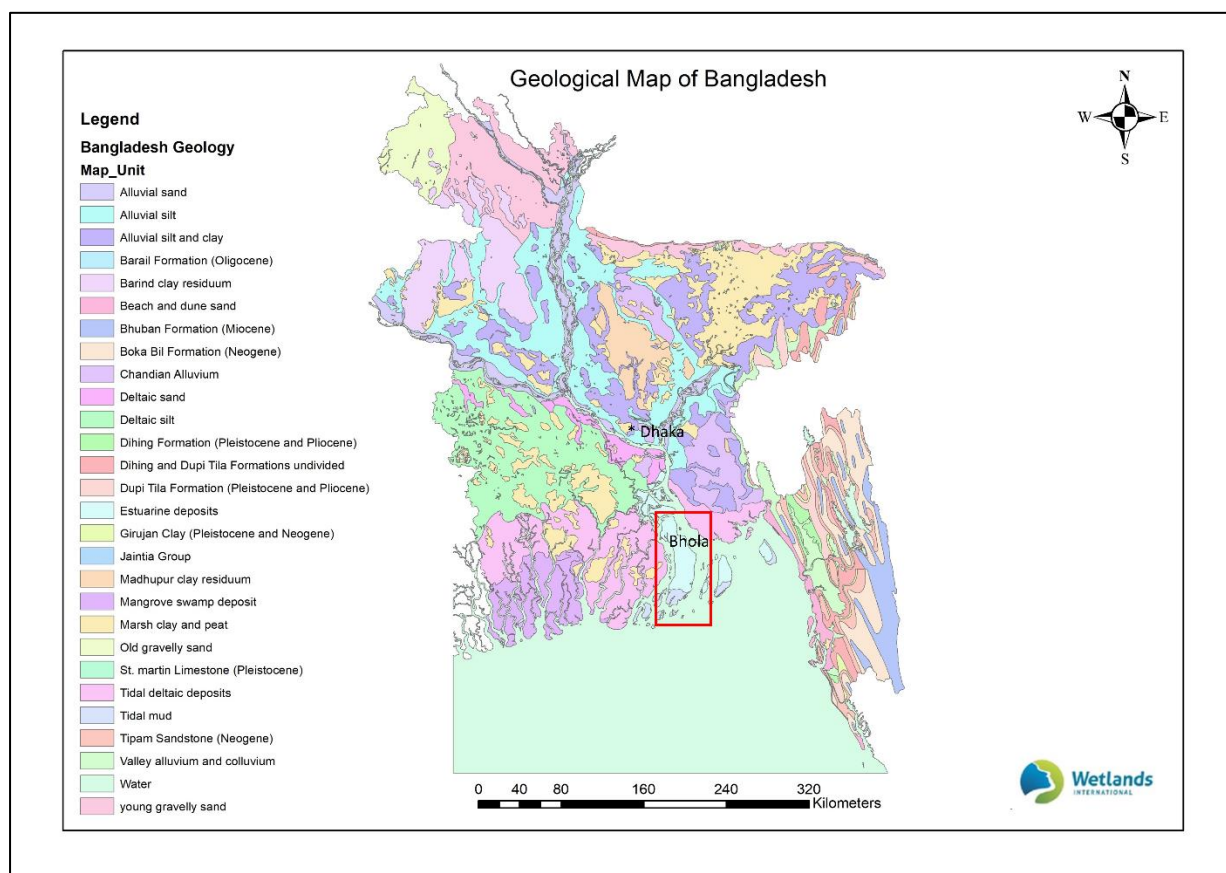 Geological Map of Bangladesh
N
W E
S
Legend
Bangladesh Geology
Map_Unit
Alluvial sand
Alluvial silt
Alluvial silt and clay
Barail Formation (Oligocene)
Barind clay residuum
Beach and dune sand
Bhuban Formation (Miocene)
Boka Bil Formation (Neogene)
Chandian Alluvium
Deltaic sand
Deltaic silt
Dihing Formation (Pleistocene and Pliocene)
Dihing and Dupi Tila Formations undivided
Dupi Tila Formation (Pleistocene and Pliocene)
Estuarine deposits
Girujan Clay (Pleistocene and Neogene)
Jaintia Group
Madhupur clay residuum
Mangrove swamp deposit
Marsh clay and peat
Old gravelly sand
St. martin Limestone (Pleistocene)
Tidal deltaic deposits
Tidal mud
Tipam Sandstone (Neogene)
Valley alluvium and colluvium
Water
young gravelly sand
* Dhaka
Bhola
0 20 40 80 160 240 320
Kilometers
Wetlands
INTERNATIONAL